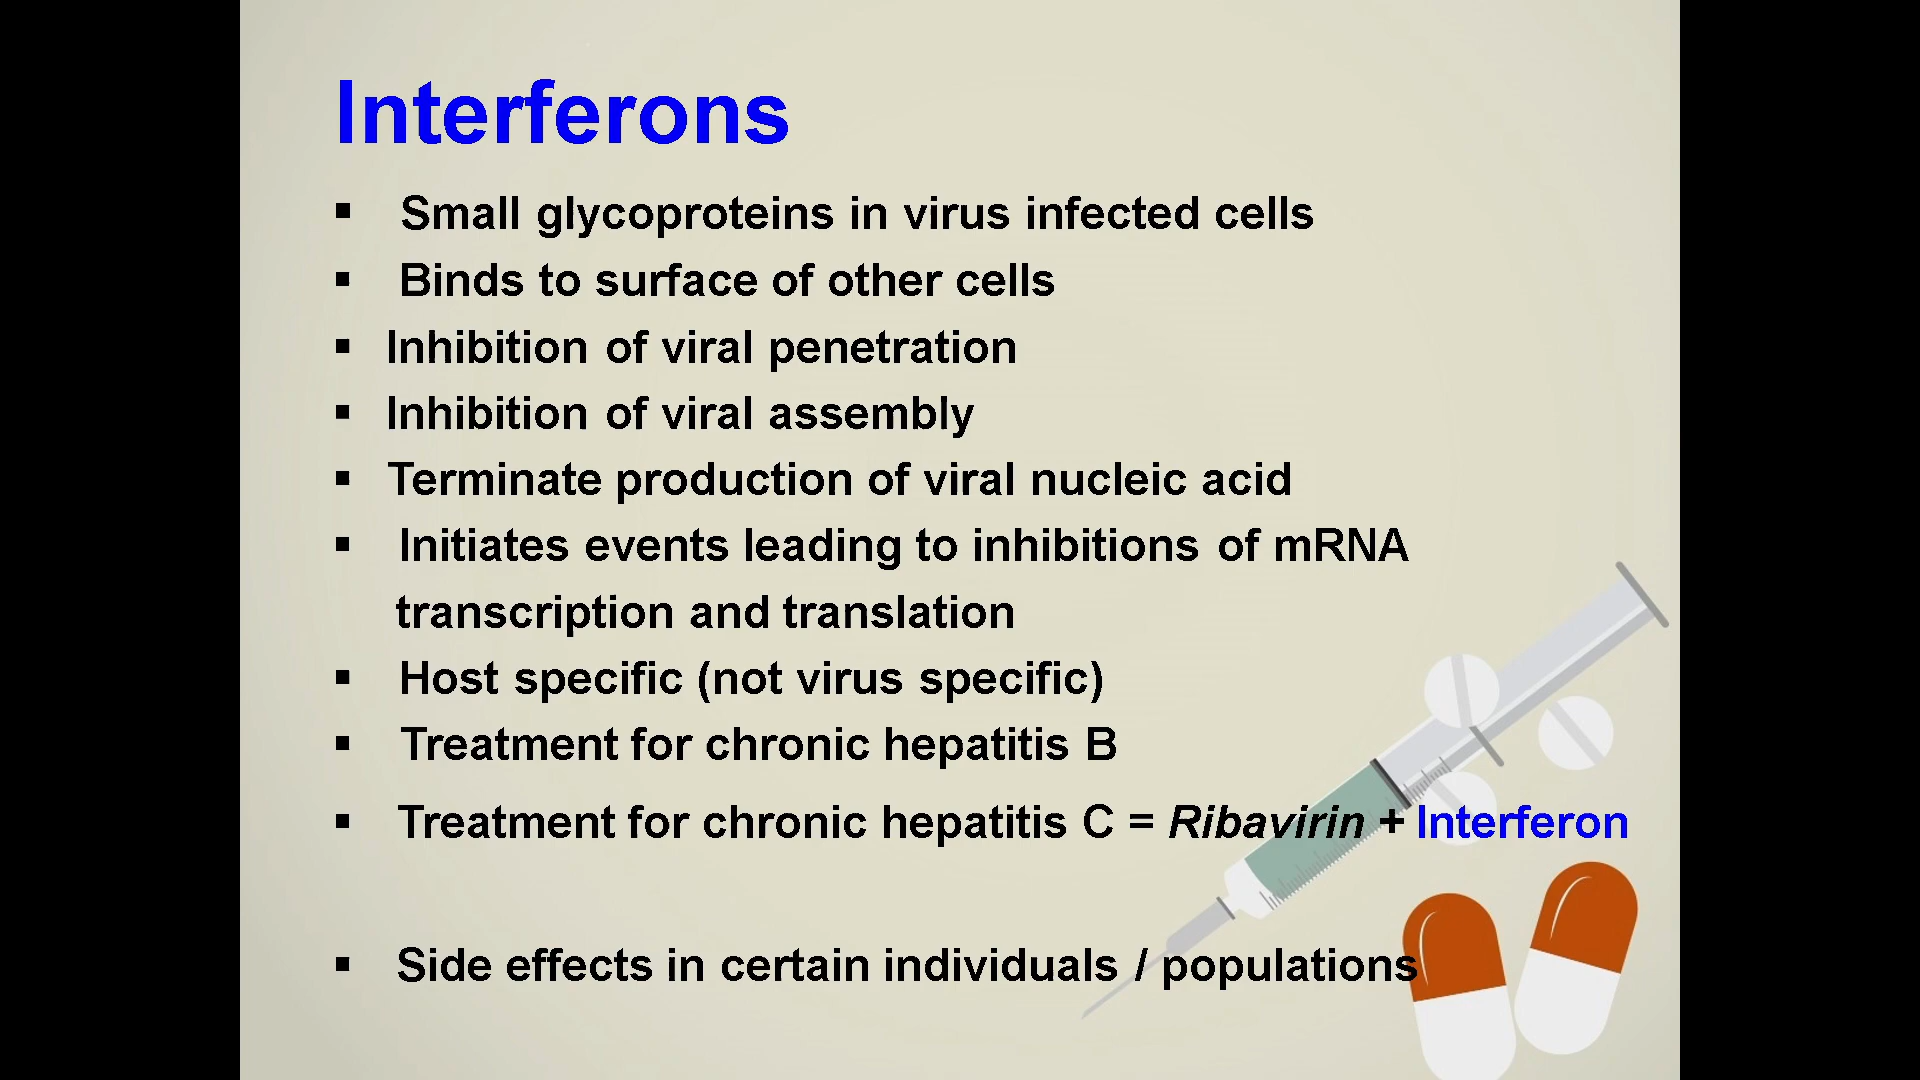 Interferons
▪ Small glycoproteins in virus infected cells
▪ Binds to surface of other cells
▪ Inhibition of viral penetration
▪ Inhibition of viral assembly
▪ Terminate production of viral nucleic acid
▪ Initiates events leading to inhibitions of mRNA
transcription and translation
▪ Host specific (not virus specific)
▪ Treatment for chronic hepatitis B
▪ Treatment for chronic hepatitis C = Ribavirin + Interferon
▪ Side effects in certain individuals / populations